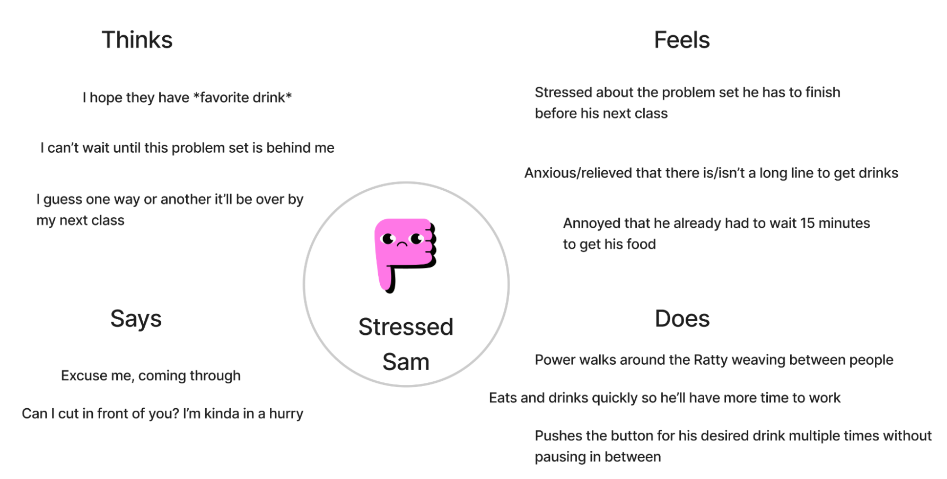 Thinks
I hope they have *favorite drink*
I can't wait until this problem set is behind me
I guess one way or another it'll be over by
my next class
Feels
Stressed about the problem set he has to finish
before his next class
Anxious/relieved that there is/isn't a long line to get drinks
Annoyed that he already had to wait 15 minutes
to get his food
Stressed
Sam
Says
Excuse me, coming through
Can I cut in front of you? I'm kinda in a hurry
Does
Power walks around the Ratty weaving between people
Eats and drinks quickly so he'll have more time to work
Pushes the button for his desired drink multiple times without
pausing in between